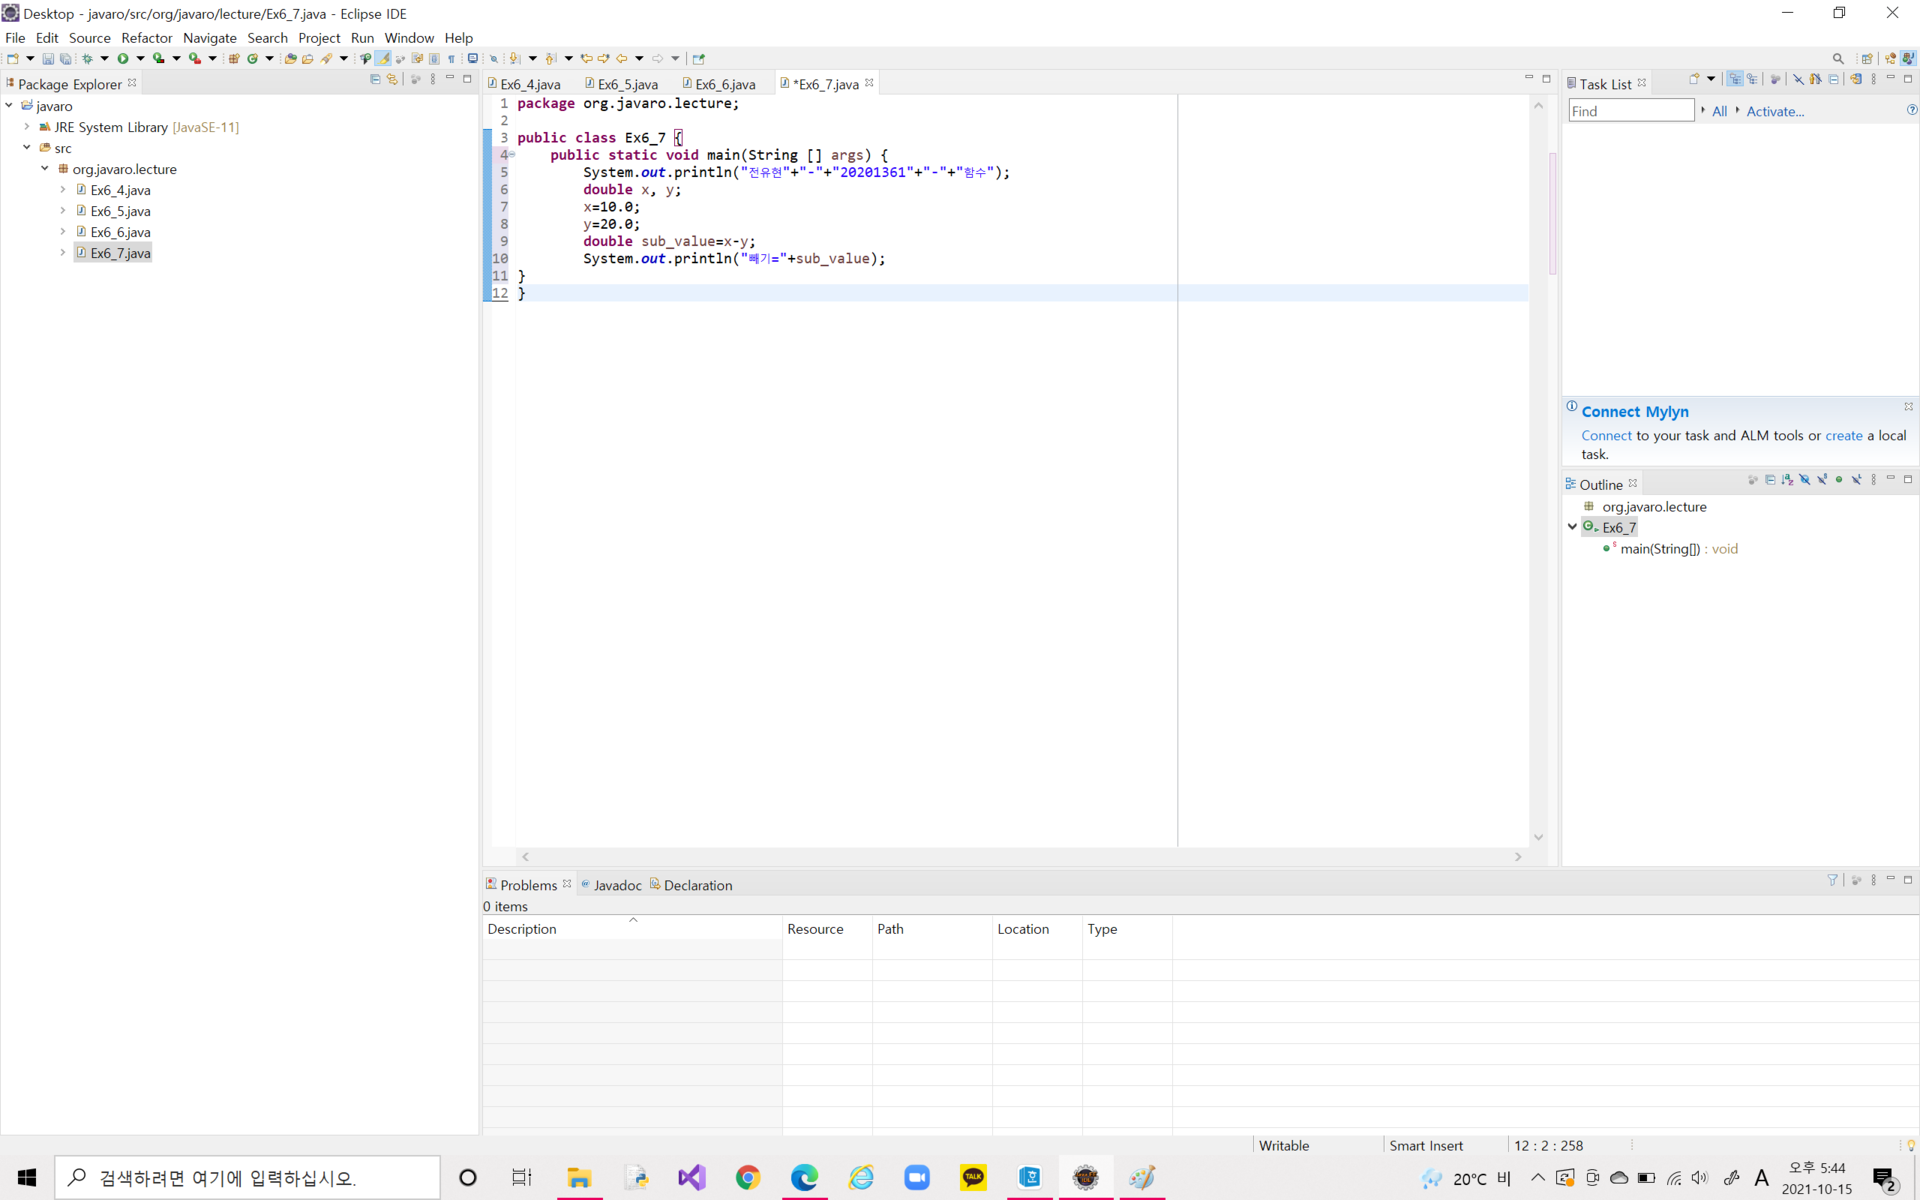 Desktop - javaro/src/org/javaro/lecture/Ex6_7.java - Eclipse IDE
File Edit Source Refactor Navigate Search Project Run Window Help
Package Explorer
javaro
JRE System Library [JavaSE-11]
src
org.javaro.lecture
Ex6_4.java
Ex6_5.java
Ex6_6.java
Ex6_7.java
Ex6_4.java Ex6_5.java Ex6_6.java *Ex6_7.java
1 package org.javaro.lecture;
2
3 public class Ex6_7 {
4 public static void main(String [] args) {
5 System.out.println("전유현"+"-"+"20201361"+"-"+"함수");
6 double x, y;
7 x=10.0;
8 y=20.0;
9 double sub_value=x-y;
10 System.out.println("빼기="+sub_value);
11 }
12 }
Task List
Find All Activate...
Connect Mylyn
Connect to your task and ALM tools or create a local
task.
Outline
org.javaro.lecture
Ex6_7
main(String[]) : void
Problems Javadoc Declaration
0 items
Description Resource Path Location Type
Writable Smart Insert 12 : 2 : 258
검색하려면 여기에 입력하십시오.
TALK
20°C 비
A
오후 5:44
2021-10-15
2